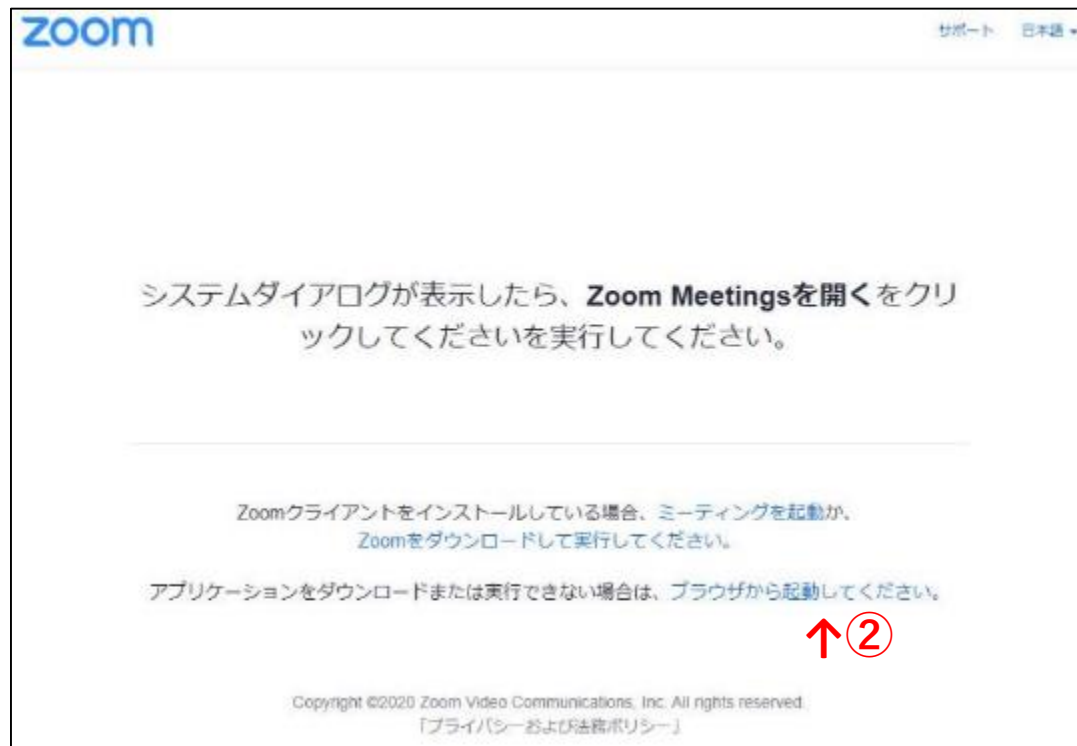 zoom
サポート 日本語
システムダイアログが表示したら、Zoom Meetingsを開くをクリ
ックしてくださいを実行してください。
Zoomクライアントをインストールしている場合、ミーティングを起動か、
Zoomをダウンロードして実行してください。
アプリケーションをダウンロードまたは実行できない場合は、ブラウザから起動してください。
↑②
Copyright ©2020 Zoom Video Communications, Inc. All rights reserved.
「プライバシーおよび法務ポリシー」